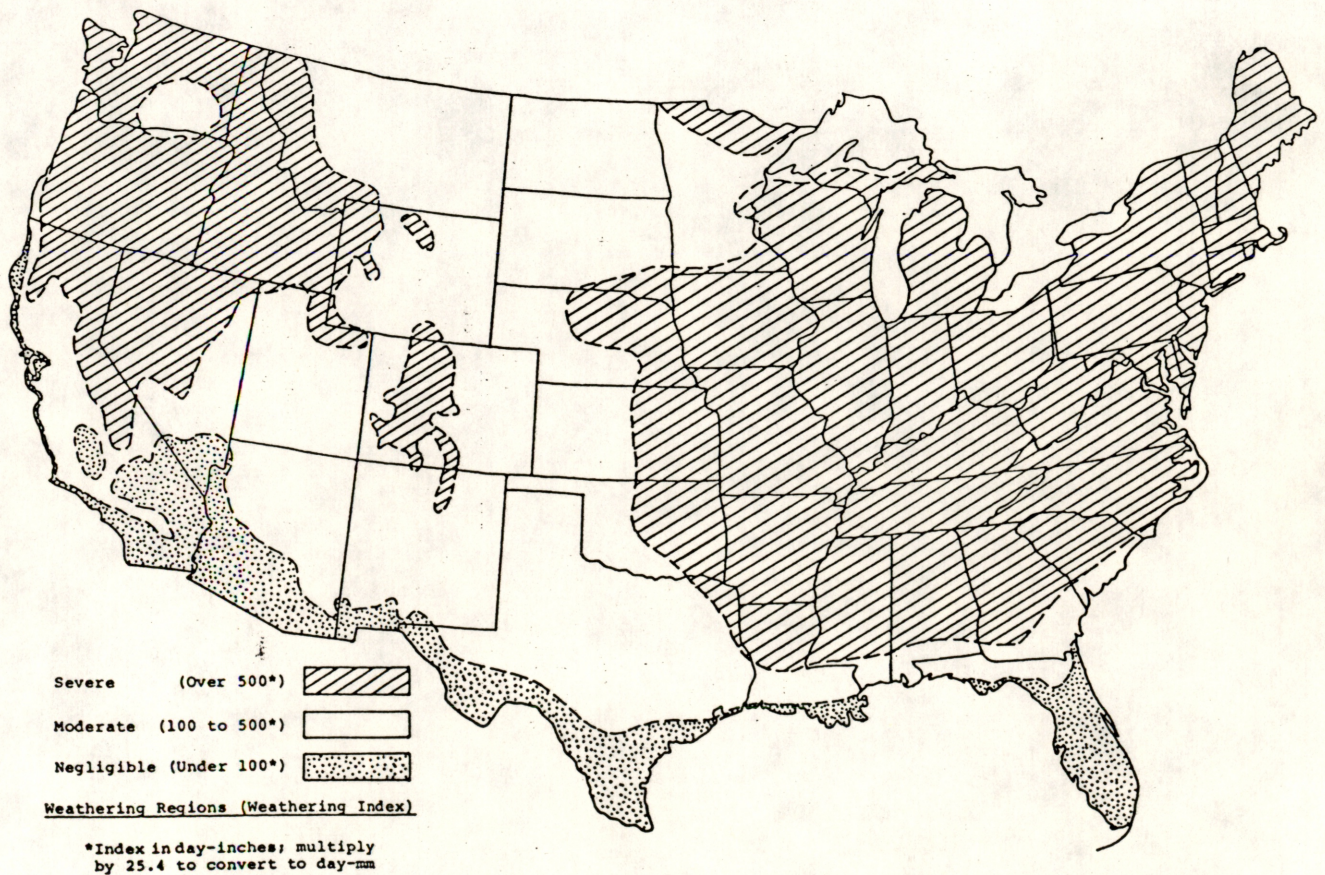 Severe (Over 500*)
Moderate (100 to 500*)
Negligible (Under 100*)
Weathering Regions (Weathering Index)
*Index in day-inches; multiply
by 25.4 to convert to day-mm